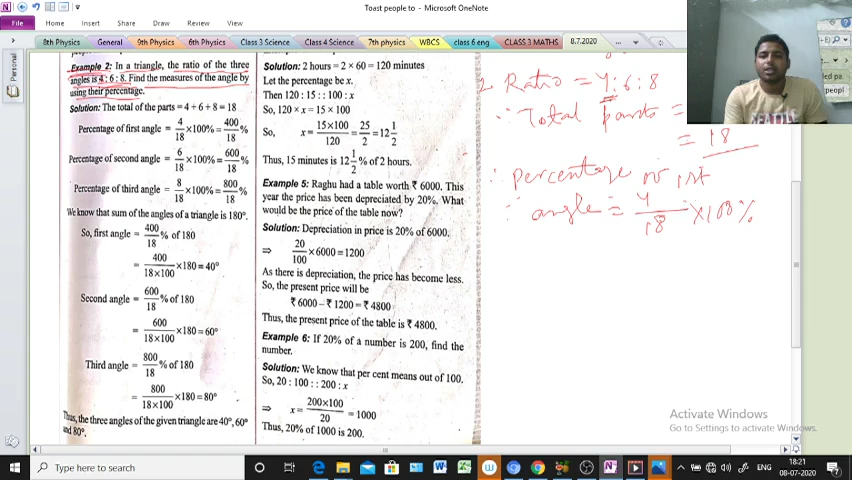 Toast people to - OneNote
File
Home
Insert
Draw
History
Review
View
8th Physics
General
9th Physics
6th Physics
Class 3 Science
Class 4 Science
7th physics
WBCS
class 6 eng
CLASS 3 MATHS
8.7.2020
Personal
Example 2: In a triangle, the ratio of the three
angles is 4 : 6 : 8. Find the measures of the angle by
using their percentage.
Solution: The total of the parts = 4 + 6 + 8 = 18
Percentage of first angle = 4/18 ×100% = 400/18
Percentage of second angle = 6/18 ×100% = 600/18
Percentage of third angle = 8/18 ×100% = 800/18
We know that sum of the angles of a triangle is 180°.
So, first angle = 400/18 % of 180
= 400/18×100 ×180 = 40°
Second angle = 600/18 % of 180
= 600/18×100 ×180 = 60°
Third angle = 800/18 % of 180
= 800/18×100 ×180 = 80°
Thus, the three angles of the given triangle are 40°, 60°
and 80°.
Solution: 2 hours = 2 × 60 = 120 minutes
Let the percentage be x.
Then 120 : 15 : : 100 : x
So, 120 × x = 15 × 100
So, x = 15×100/120 = 25/2 = 12 1/2
Thus, 15 minutes is 12 1/2 % of 2 hours.
Example 5: Raghu had a table worth ₹ 6000. This
year the price has been depreciated by 20%. What
would be the price of the table now?
Solution: Depreciation in price is 20% of 6000.
⇒ 20/100 ×6000 = 1200
As there is depreciation, the price has become less.
So, the present price will be
₹ 6000 – ₹ 1200 = ₹ 4800
Thus, the present price of the table is ₹ 4800.
Example 6: If 20% of a number is 200, find the
number.
Solution: We know that per cent means out of 100.
So, 20 : 100 : : 200 : x
⇒ x = 200×100/20 = 1000
Thus, 20% of 1000 is 200.
2 Ratio = 4:6:8
∴ Total parts =
= 18
∴ Percentage of 1st
∴ angle = 4/18 ×100%
Activate Windows
Go to Settings to activate Windows.
Type here to search
ENG
18:21
08-07-2020